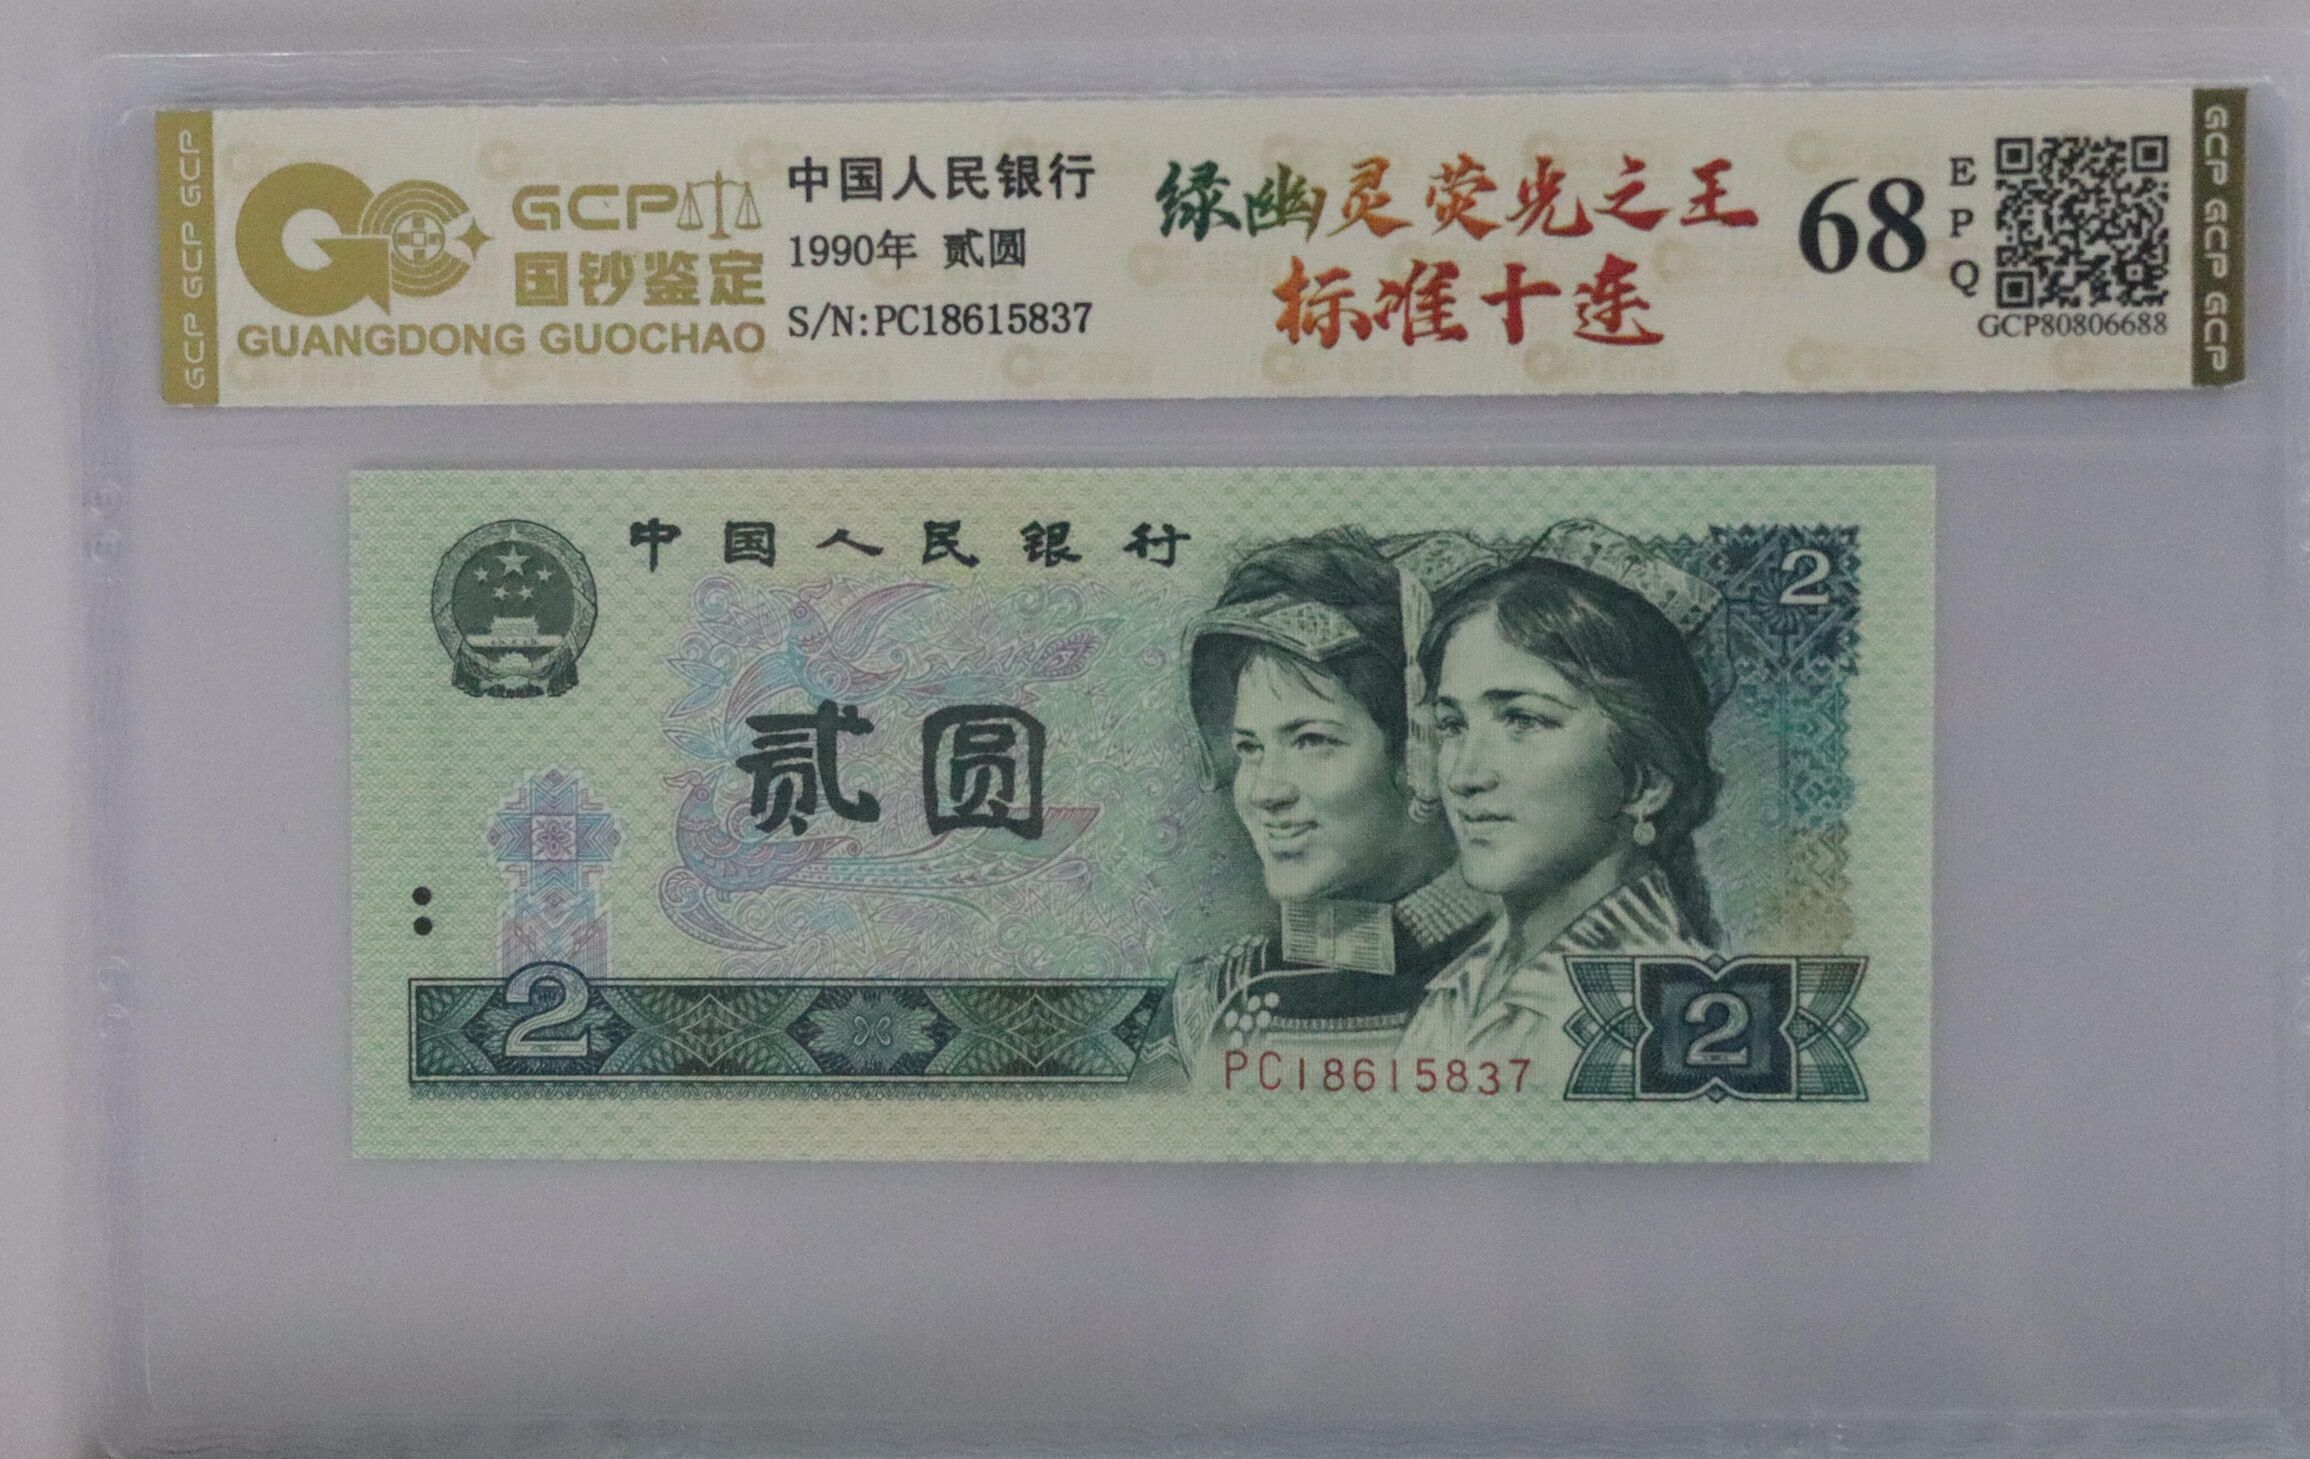 GCP GCP GCP
GCP
国钞鉴定
GUANGDONG GUOCHAO
中国人民银行
1990年 贰圆
S/N:PC18615837
绿幽灵荧光之王
标准十连
68
E
P
Q
GCP80806688
GCP GCP GCP
中国人民银行
2
贰圆
2
PC18615837
2